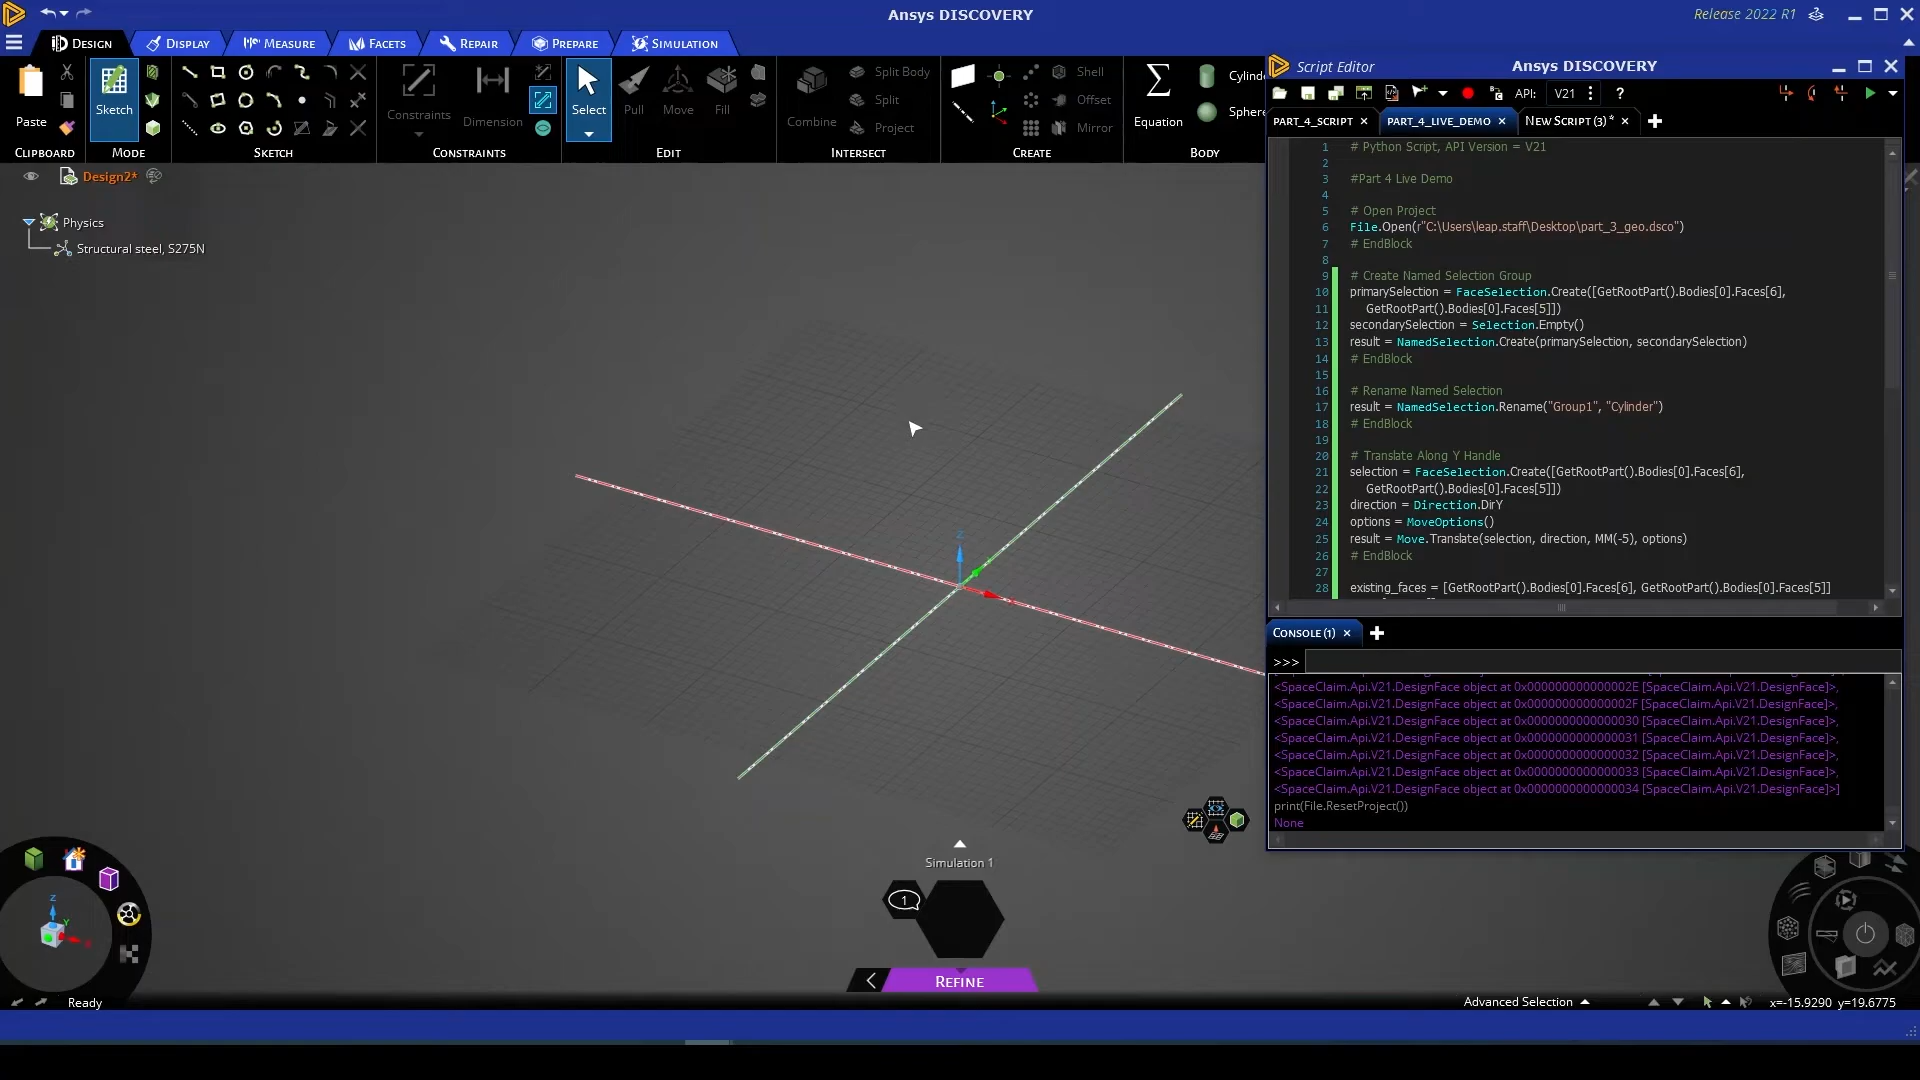 Ansys DISCOVERY
Release 2022 R1
DESIGN
DISPLAY
MEASURE
FACETS
REPAIR
PREPARE
SIMULATION
Paste
CLIPBOARD
Sketch
MODE
SKETCH
Constraints
Dimension
CONSTRAINTS
Select
Pull
Move
Fill
EDIT
Combine
Split Body
Split
Project
INTERSECT
Shell
Offset
Mirror
CREATE
Equation
Cylinde
Sphere
BODY
Design2*
Physics
Structural steel, S275N
Script Editor
Ansys DISCOVERY
API: V21
?
PART_4_SCRIPT
PART_4_LIVE_DEMO
NEW SCRIPT (3) *
1 # Python Script, API Version = V21
2
3 #Part 4 Live Demo
4
5 # Open Project
6 File.Open(r"C:\Users\leap.staff\Desktop\part_3_geo.dsco")
7 # EndBlock
8
9 # Create Named Selection Group
10 primarySelection = FaceSelection.Create([GetRootPart().Bodies[0].Faces[6],
11 GetRootPart().Bodies[0].Faces[5]])
12 secondarySelection = Selection.Empty()
13 result = NamedSelection.Create(primarySelection, secondarySelection)
14 # EndBlock
15
16 # Rename Named Selection
17 result = NamedSelection.Rename("Group1", "Cylinder")
18 # EndBlock
19
20 # Translate Along Y Handle
21 selection = FaceSelection.Create([GetRootPart().Bodies[0].Faces[6],
22 GetRootPart().Bodies[0].Faces[5]])
23 direction = Direction.DirY
24 options = MoveOptions()
25 result = Move.Translate(selection, direction, MM(-5), options)
26 # EndBlock
27
28 existing_faces = [GetRootPart().Bodies[0].Faces[6], GetRootPart().Bodies[0].Faces[5]]
CONSOLE (1)
>>>
<SpaceClaim.Api.V21.DesignFace object at 0x000000000000002E [SpaceClaim.Api.V21.DesignFace]>,
<SpaceClaim.Api.V21.DesignFace object at 0x000000000000002F [SpaceClaim.Api.V21.DesignFace]>,
<SpaceClaim.Api.V21.DesignFace object at 0x0000000000000030 [SpaceClaim.Api.V21.DesignFace]>,
<SpaceClaim.Api.V21.DesignFace object at 0x0000000000000031 [SpaceClaim.Api.V21.DesignFace]>,
<SpaceClaim.Api.V21.DesignFace object at 0x0000000000000032 [SpaceClaim.Api.V21.DesignFace]>,
<SpaceClaim.Api.V21.DesignFace object at 0x0000000000000033 [SpaceClaim.Api.V21.DesignFace]>,
<SpaceClaim.Api.V21.DesignFace object at 0x0000000000000034 [SpaceClaim.Api.V21.DesignFace]>]
print(File.ResetProject())
None
Z
Simulation 1
1
REFINE
Z
Y
X
Ready
Advanced Selection
x=-15.9290 y=19.6775